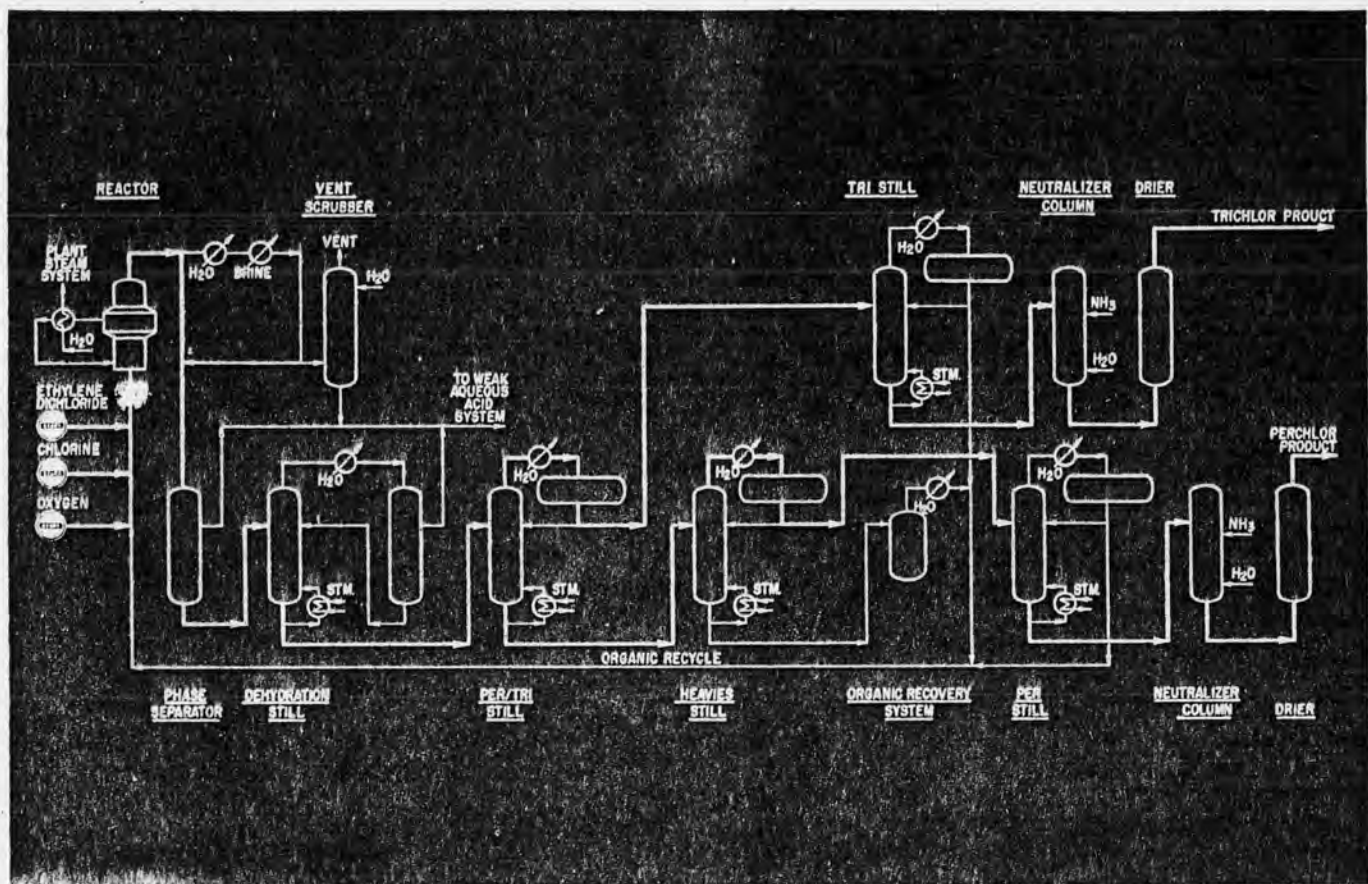 REACTOR
VENT
SCRUBBER
TRI STILL
NEUTRALIZER
COLUMN
DRIER
TRICHLOR PROUCT
PLANT
STEAM
SYSTEM
H2O
H2O
BRINE
VENT
H2O
H2O
NH3
H2O
STM.
ETHYLENE
DICHLORIDE
CHLORINE
OXYGEN
TO WEAK
AQUEOUS
ACID
SYSTEM
PERCHLOR
PRODUCT
H2O
H2O
H2O
H2O
H2O
NH3
H2O
STM.
STM.
STM.
STM.
ORGANIC RECYCLE
PHASE
SEPARATOR
DEHYDRATION
STILL
PER/TRI
STILL
HEAVIES
STILL
ORGANIC RECOVERY
SYSTEM
PER
STILL
NEUTRALIZER
COLUMN
DRIER